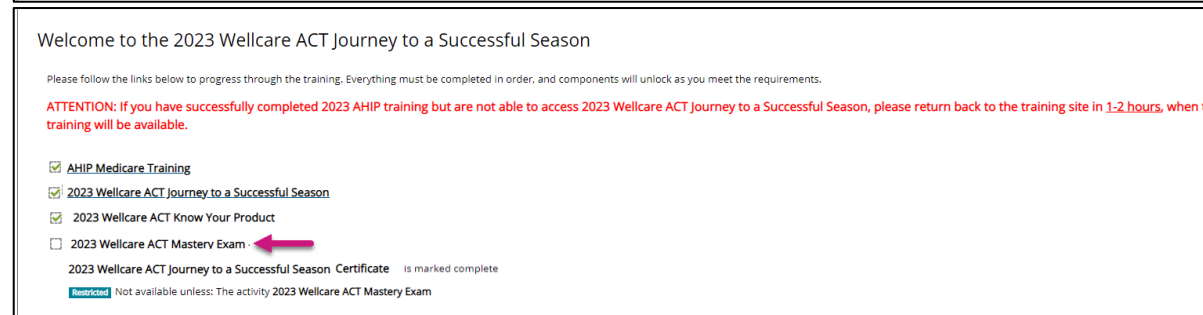 Welcome to the 2023 Wellcare ACT Journey to a Successful Season
Please follow the links below to progress through the training. Everything must be completed in order, and components will unlock as you meet the requirements.
ATTENTION: If you have successfully completed 2023 AHIP training but are not able to access 2023 Wellcare ACT Journey to a Successful Season, please return back to the training site in 1-2 hours, when
training will be available.
AHIP Medicare Training
2023 Wellcare ACT Journey to a Successful Season
2023 Wellcare ACT Know Your Product
2023 Wellcare ACT Mastery Exam
2023 Wellcare ACT Journey to a Successful Season Certificate is marked complete
Restricted Not available unless: The activity 2023 Wellcare ACT Mastery Exam